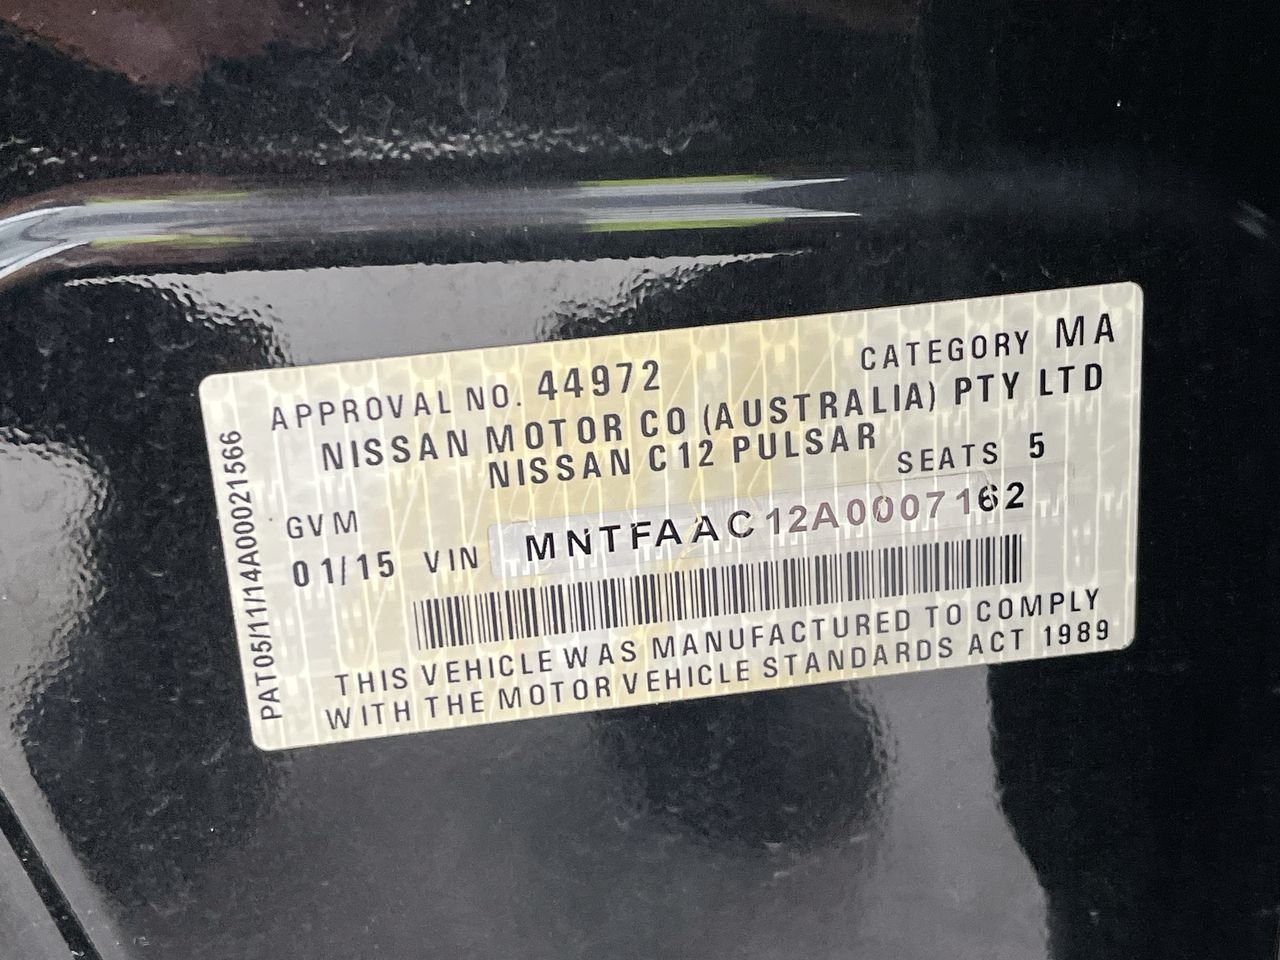 APPROVAL NO. 44972 CATEGORY MA
NISSAN MOTOR CO (AUSTRALIA) PTY LTD
NISSAN C12 PULSAR
SEATS 5
GVM
01/15 VIN MNTFAAC12A0007162
THIS VEHICLE WAS MANUFACTURED TO COMPLY
WITH THE MOTOR VEHICLE STANDARDS ACT 1989
PAT05/11/14A00021566